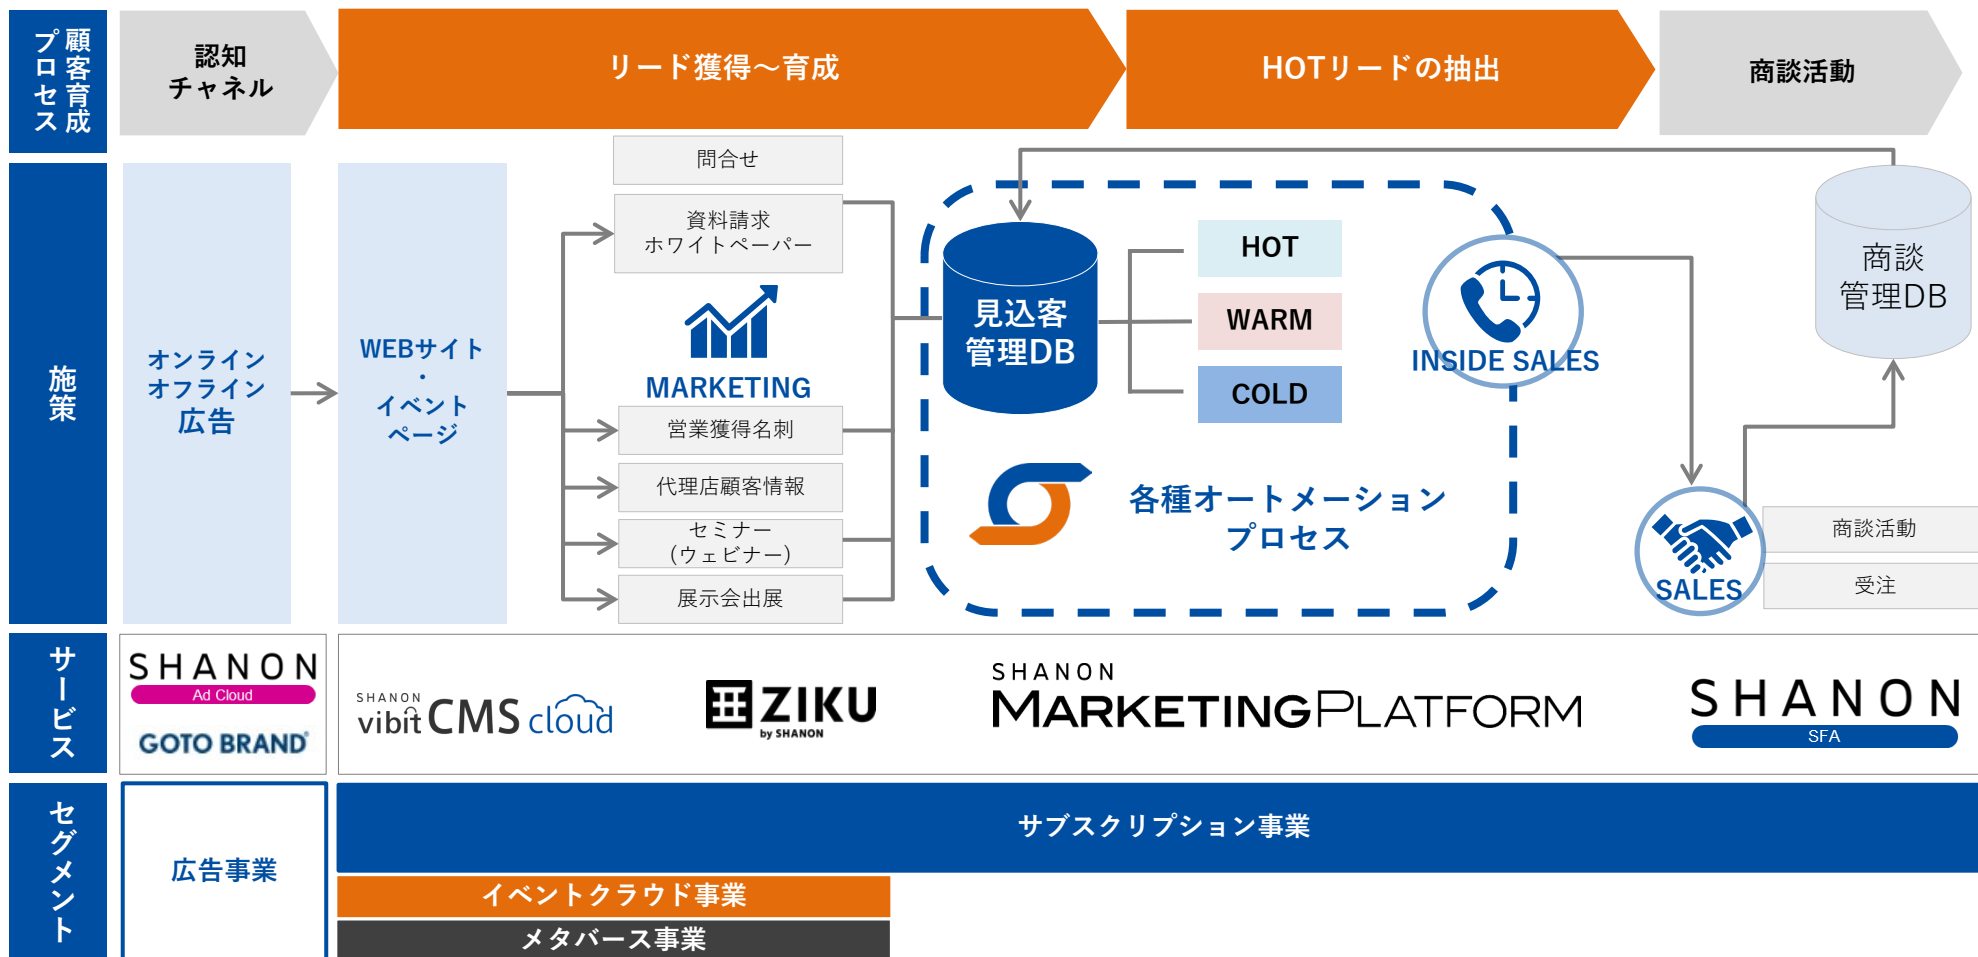 顧客育成
プロセス
認知
チャネル
リード獲得～育成
HOTリードの抽出
商談活動
施策
オンライン
オフライン
広告
WEBサイト
・
イベント
ページ
問合せ
資料請求
ホワイトペーパー
MARKETING
営業獲得名刺
代理店顧客情報
セミナー
(ウェビナー)
展示会出展
見込客
管理DB
HOT
WARM
COLD
各種オートメーション
プロセス
INSIDE SALES
SALES
商談
管理DB
商談活動
受注
サービス
SHANON
Ad Cloud
GOTO BRAND
SHANON
vibit CMS cloud
ZIKU
by SHANON
SHANON
MARKETINGPLATFORM
SHANON
SFA
セグメント
広告事業
サブスクリプション事業
イベントクラウド事業
メタバース事業